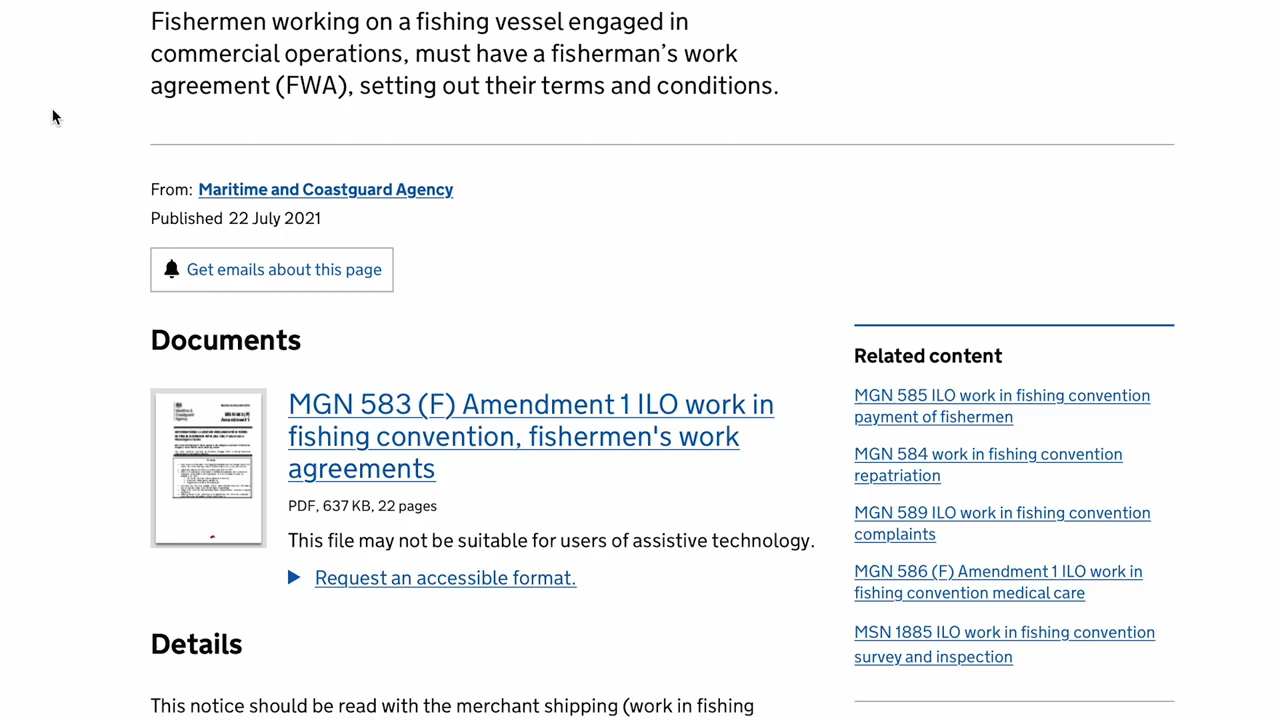 Fishermen working on a fishing vessel engaged in
commercial operations, must have a fisherman’s work
agreement (FWA), setting out their terms and conditions.
From: Maritime and Coastguard Agency
Published 22 July 2021
Get emails about this page
Documents
MGN 583 (F) Amendment 1 ILO work in
fishing convention, fishermen's work
agreements
PDF, 637 KB, 22 pages
This file may not be suitable for users of assistive technology.
Request an accessible format.
Details
This notice should be read with the merchant shipping (work in fishing
Related content
MGN 585 ILO work in fishing convention
payment of fishermen
MGN 584 work in fishing convention
repatriation
MGN 589 ILO work in fishing convention
complaints
MGN 586 (F) Amendment 1 ILO work in
fishing convention medical care
MSN 1885 ILO work in fishing convention
survey and inspection